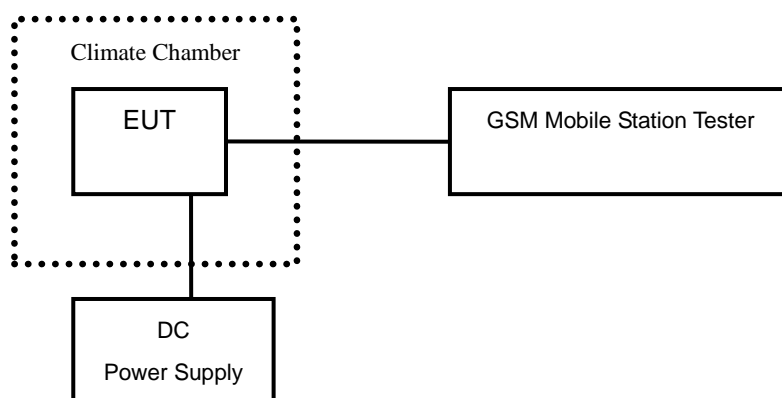 Climate Chamber
EUT
GSM Mobile Station Tester
DC
Power Supply